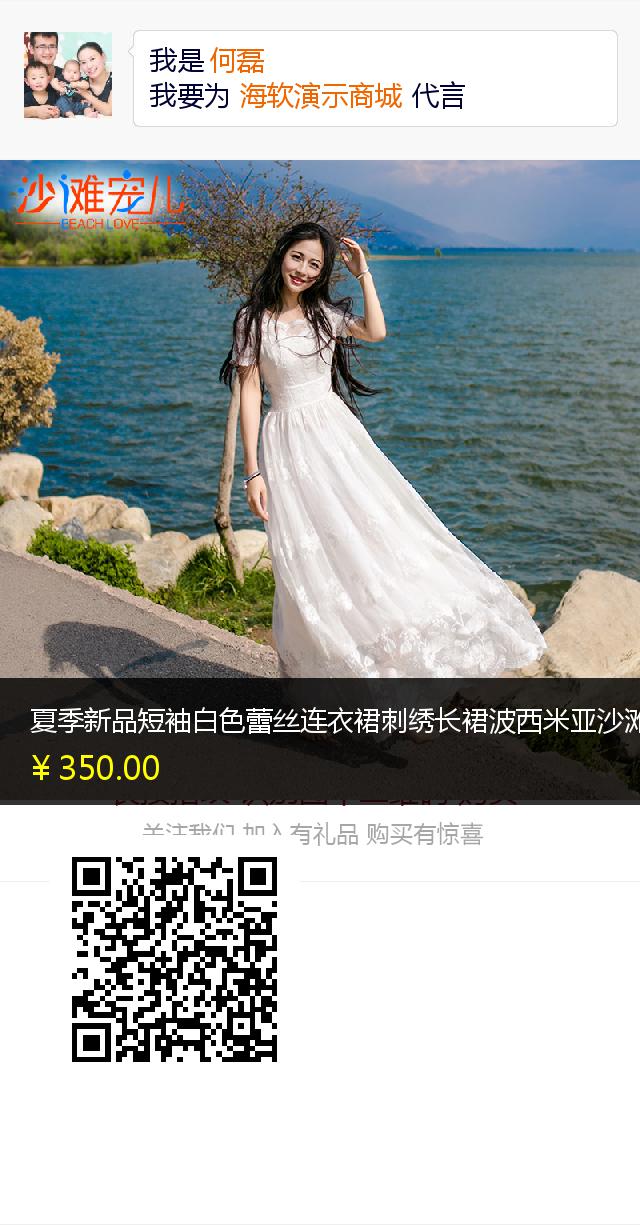 我是 何磊
我要为 海软演示商城 代言
沙滩宠儿
BEACH LOVE
夏季新品短袖白色蕾丝连衣裙刺绣长裙波西米亚沙滩
¥ 350.00
关注我们 加入有礼品 购买有惊喜